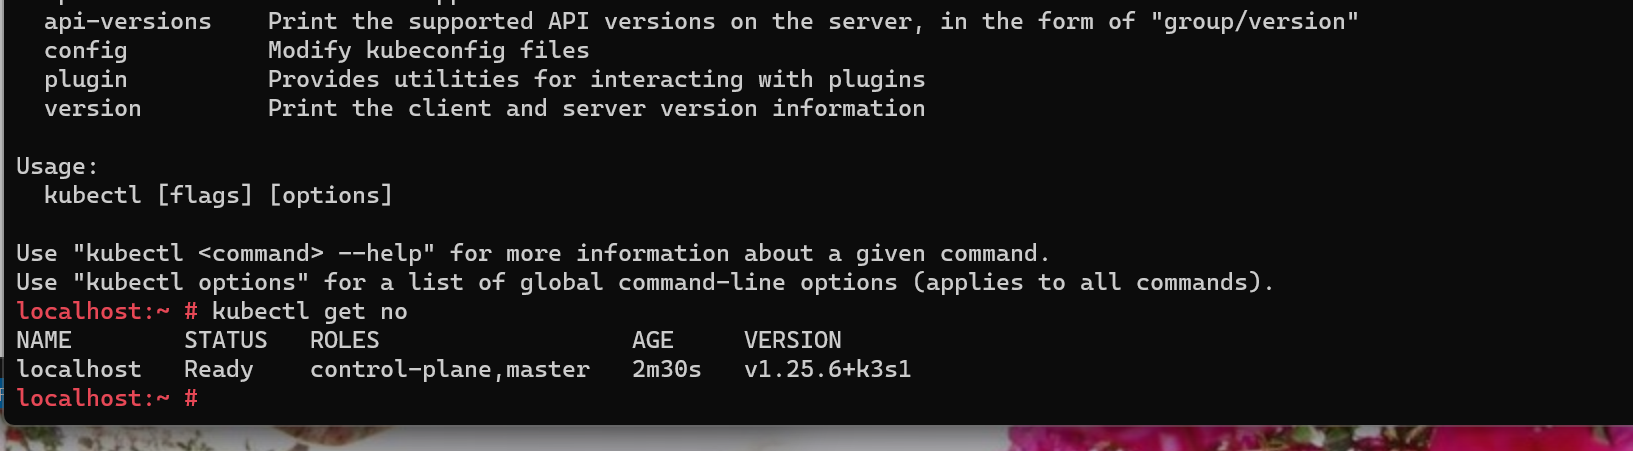 api-versions    Print the supported API versions on the server, in the form of "group/version"
config          Modify kubeconfig files
plugin          Provides utilities for interacting with plugins
version         Print the client and server version information
Usage:
kubectl [flags] [options]
Use "kubectl <command> --help" for more information about a given command.
Use "kubectl options" for a list of global command-line options (applies to all commands).
localhost:~ # kubectl get no
NAME        STATUS   ROLES                  AGE     VERSION
localhost   Ready    control-plane,master   2m30s   v1.25.6+k3s1
localhost:~ #